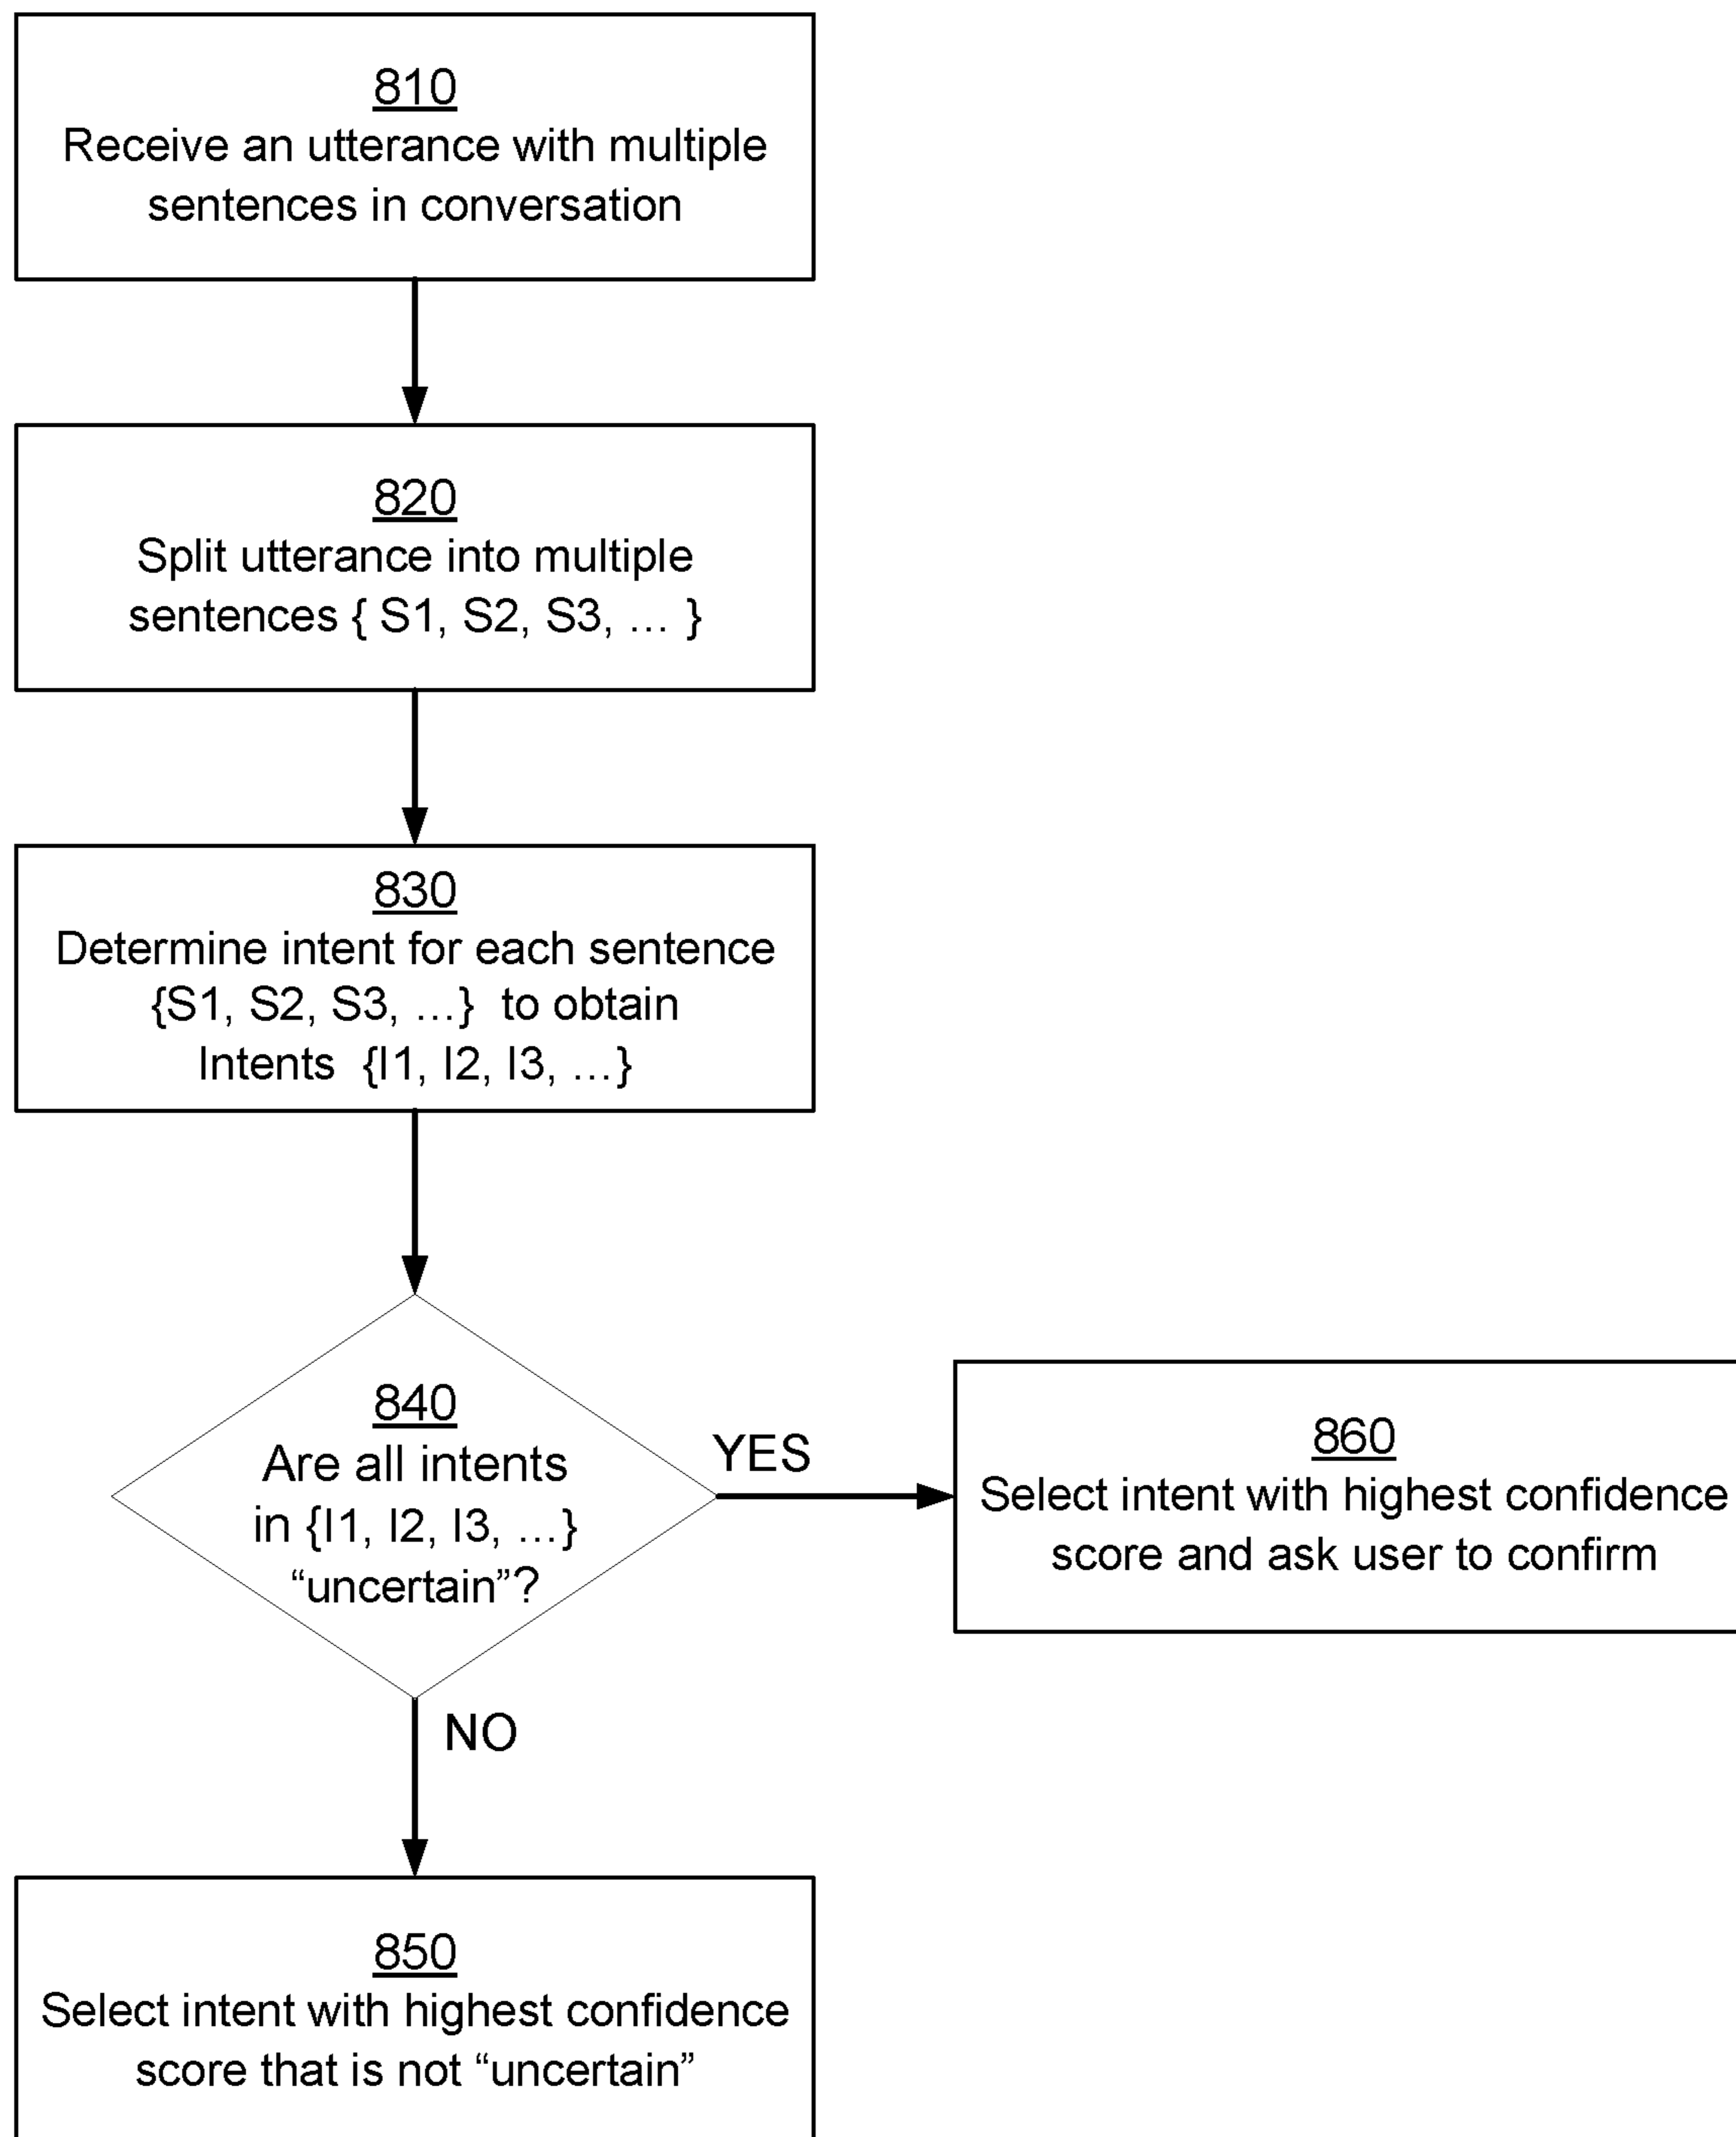 810
Receive an utterance with multiple
sentences in conversation
820
Split utterance into multiple
sentences { S1, S2, S3, ... }
830
Determine intent for each sentence
{S1, S2, S3, ...} to obtain
Intents {I1, I2, I3, ...}
840
Are all intents
in {I1, I2, I3, ...}
“uncertain”?
YES
860
Select intent with highest confidence
score and ask user to confirm
NO
850
Select intent with highest confidence
score that is not “uncertain”